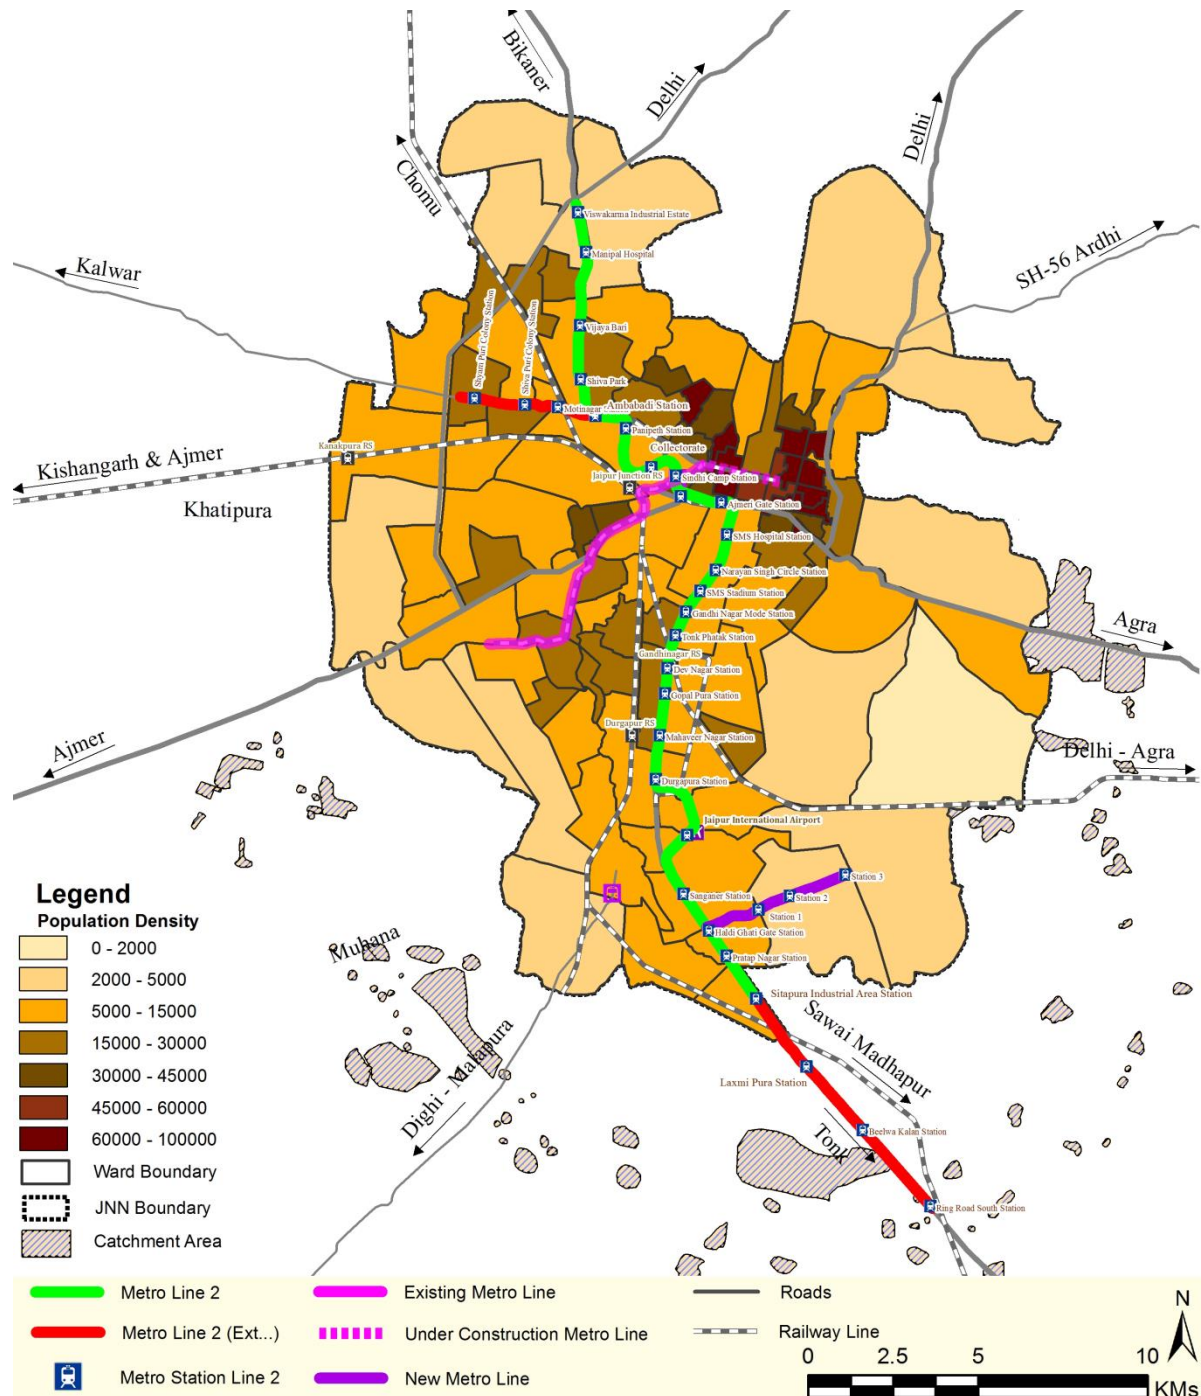 Bikaner
Delhi
Delhi
Chomu
Viswakarma Industrial Estate
Manipal Hospital
SH-56 Ardhi
Kalwar
Vijaya Bari
Shyam Puri Colony Station
Shiva Puri Colony Station
Shiva Park
Motinagar
Ambabadi Station
Panipeth Station
Kanakpura RS
Collectorate
Kishangarh & Ajmer
Jaipur Junction RS
Sindhi Camp Station
Khatipura
Ajmeri Gate Station
SMS Hospital Station
Narayan Singh Circle Station
SMS Stadium Station
Gandhi Nagar Mode Station
Agra
Tonk Phatak Station
Gandhinagar RS
Dev Nagar Station
Gopal Pura Station
Durgapur RS
Mahaveer Nagar Station
Ajmer
Delhi - Agra
Durgapura Station
Jaipur International Airport
Station 3
Sanganer Station
Station 2
Station 1
Haldi Ghati Gate Station
Muhana
Pratap Nagar Station
Sitapura Industrial Area Station
Sawai Madhapur
Dighi - Malapura
Laxmi Pura Station
Tonk
Beelwa Kalan Station
Ring Road South Station
Legend
Population Density
0 - 2000
2000 - 5000
5000 - 15000
15000 - 30000
30000 - 45000
45000 - 60000
60000 - 100000
Ward Boundary
JNN Boundary
Catchment Area
Metro Line 2
Existing Metro Line
Roads
N
Metro Line 2 (Ext...)
Under Construction Metro Line
Railway Line
Metro Station Line 2
New Metro Line
0 2.5 5 10
KMs